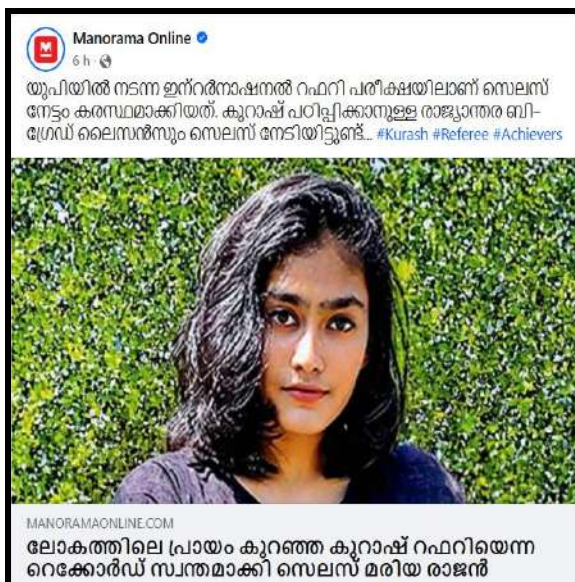 Manorama Online
6 h
യുപിയിൽ നടന്ന ഇന്റർനാഷനൽ റഫറി പരീക്ഷയിലാണ് സെലസ്
നേട്ടം കരസ്ഥമാക്കിയത്. കുറാഷ് പഠിപ്പിക്കാനുള്ള രാജ്യാന്തര ബി-
ഗ്രേഡ് ലൈസൻസും സെലസ് നേടിയിട്ടുണ്ട്... #Kurash #Referee #Achievers
MANORAMAONLINE.COM
ലോകത്തിലെ പ്രായം കുറഞ്ഞ കുറാഷ് റഫറിയെന്ന
റെക്കോർഡ് സ്വന്തമാക്കി സെലസ് മരിയ രാജൻ